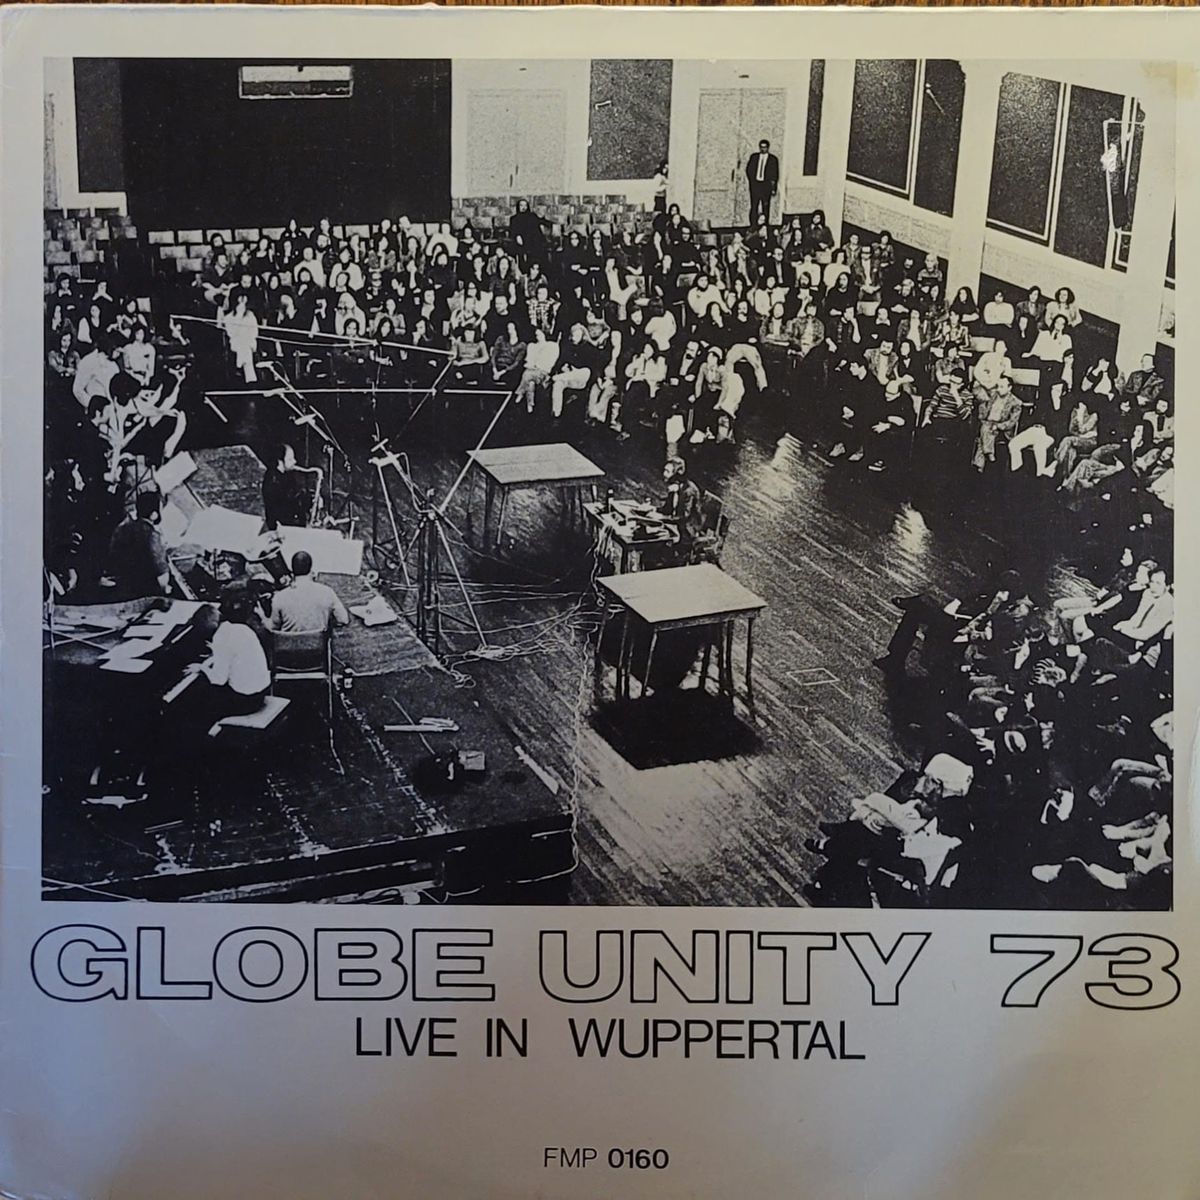 GLOBE UNITY 73
LIVE IN WUPPERTAL
FMP 0160